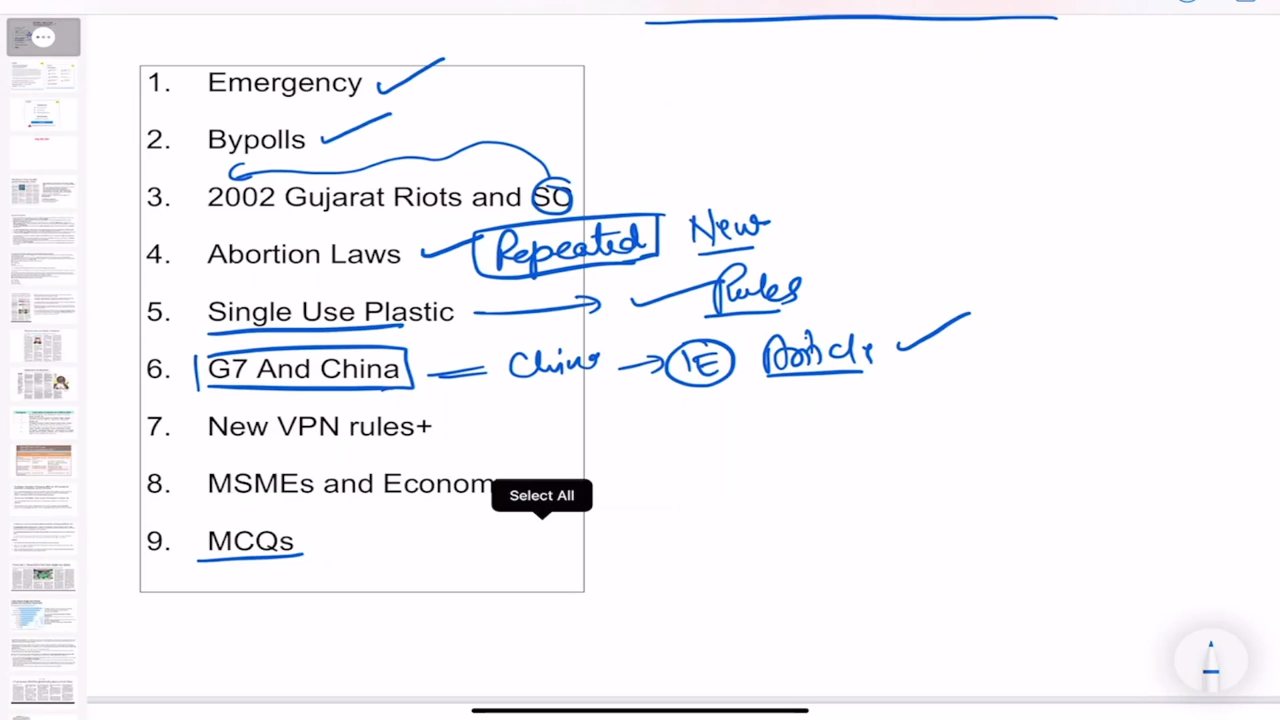 1. Emergency
2. Bypolls
3. 2002 Gujarat Riots and SC
4. Abortion Laws Repeated New
5. Single Use Plastic Rules
6. G7 And China = China IE Article
7. New VPN rules+
8. MSMEs and Econom
Select All
9. MCQs